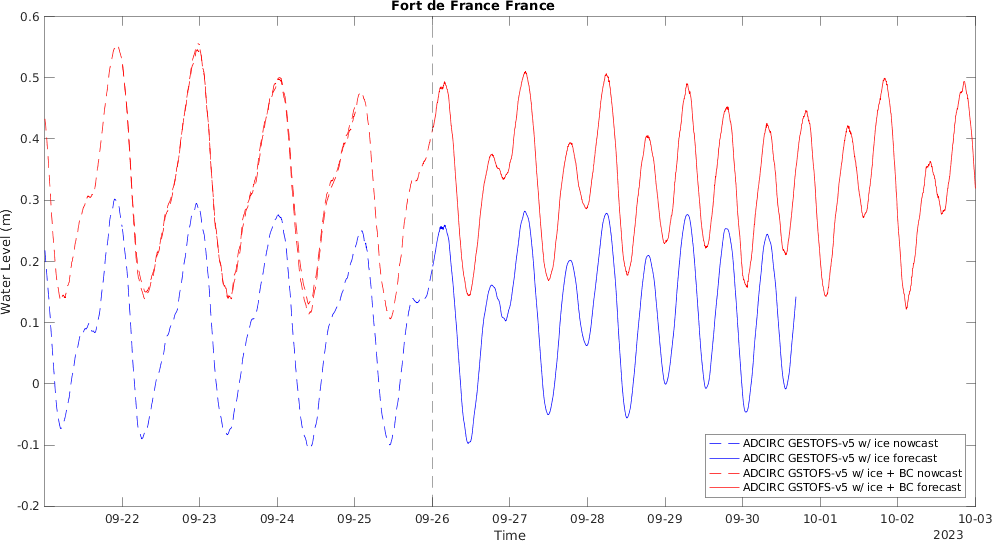 Fort de France France
0.6
0.5
0.4
0.3
0.2
0.1
0
-0.1
-0.2
Water Level (m)
09-22 09-23 09-24 09-25 09-26 09-27 09-28 09-29 09-30 10-01 10-02 10-03
Time
2023
ADCIRC GESTOFS-v5 w/ ice nowcast
ADCIRC GESTOFS-v5 w/ ice forecast
ADCIRC GSTOFS-v5 w/ ice + BC nowcast
ADCIRC GSTOFS-v5 w/ ice + BC forecast